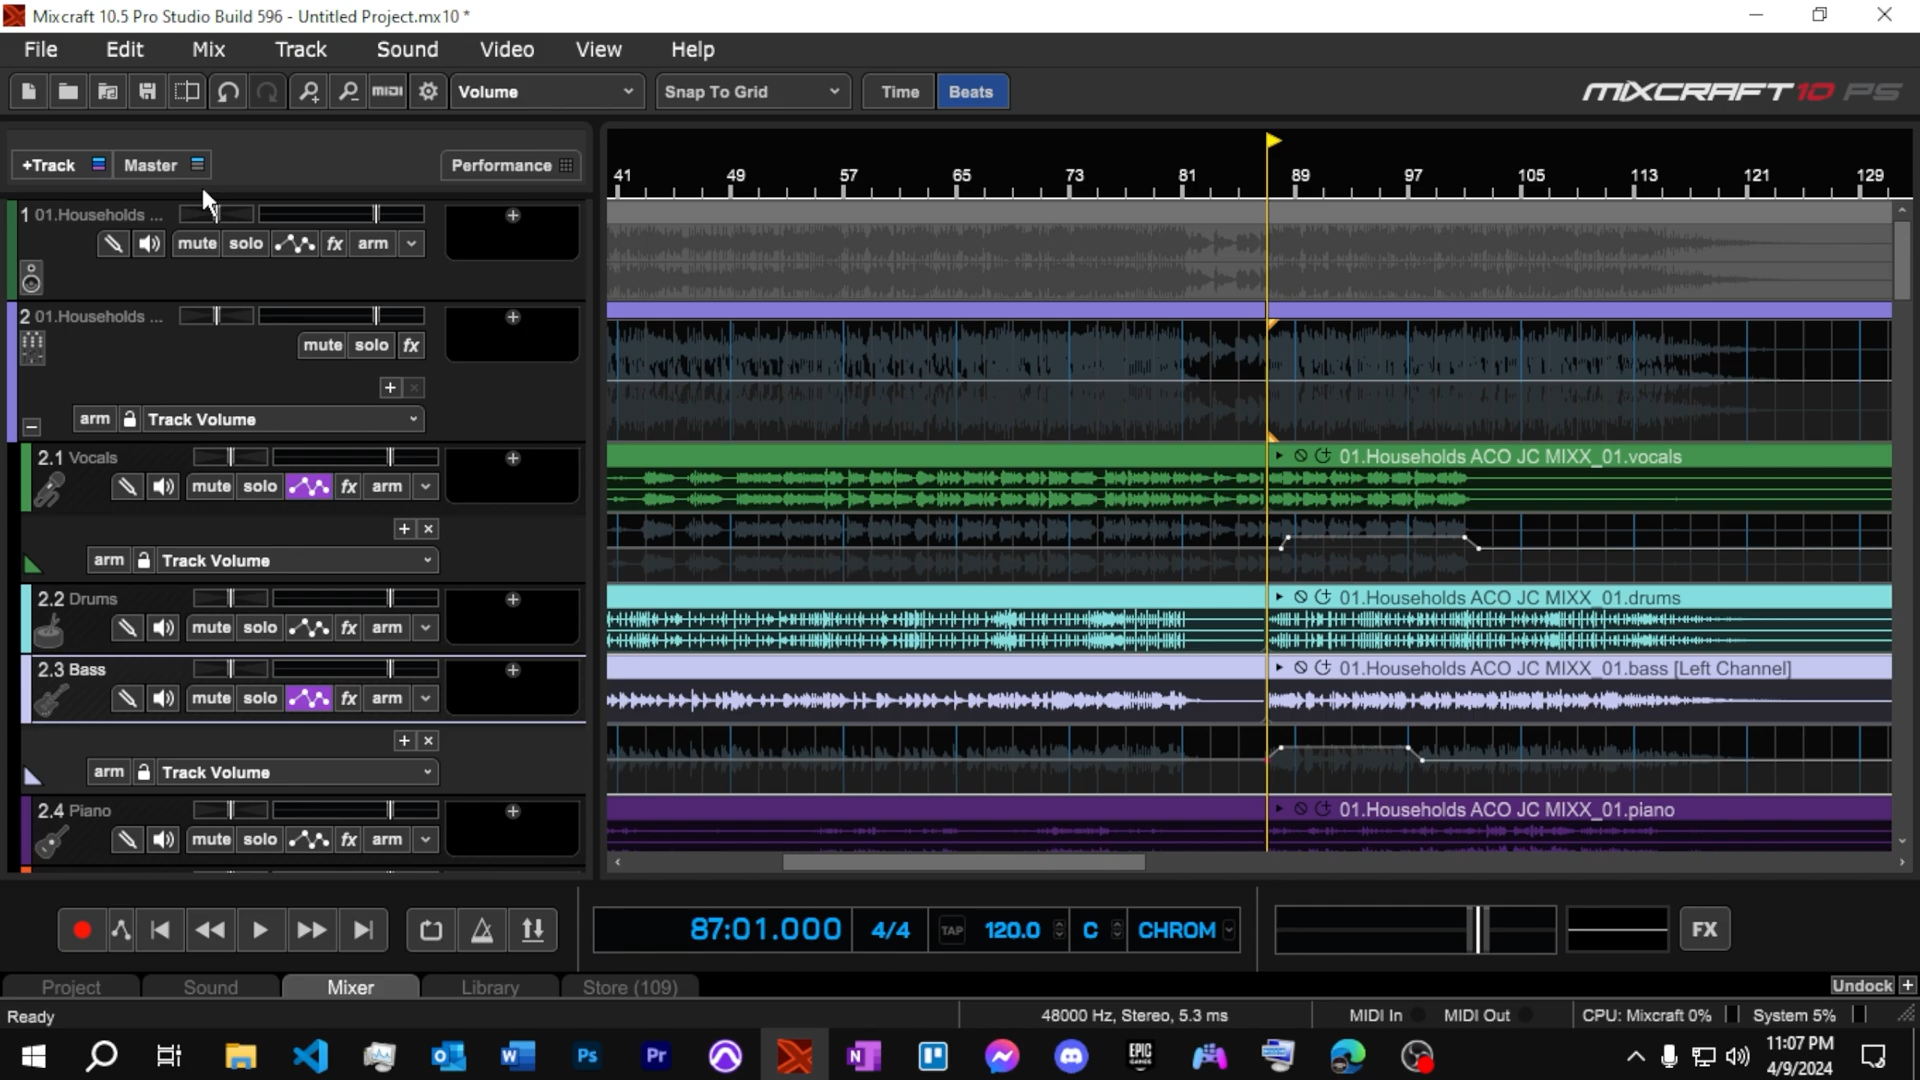 Mixcraft 10.5 Pro Studio Build 596 - Untitled Project.mx10 *
File Edit Mix Track Sound Video View Help
MIDI Volume Snap To Grid Time Beats MIXCRAFT 10 PS
+Track Master Performance
41 49 57 65 73 81 89 97 105 113 121 129
1 01.Households ...
mute solo fx arm
2 01.Households ...
mute solo fx
arm Track Volume
2.1 Vocals
01.Households ACO JC MIXX_01.vocals
mute solo fx arm
arm Track Volume
2.2 Drums
01.Households ACO JC MIXX_01.drums
mute solo fx arm
2.3 Bass
01.Households ACO JC MIXX_01.bass [Left Channel]
mute solo fx arm
arm Track Volume
2.4 Piano
01.Households ACO JC MIXX_01.piano
mute solo fx arm
87:01.000 4/4 TAP 120.0 C CHROM FX
Project Sound Mixer Library Store (109) Undock +
Ready 48000 Hz, Stereo, 5.3 ms MIDI In MIDI Out CPU: Mixcraft 0% System 5%
Ps Pr EPIC GAMES 11:07 PM
4/9/2024